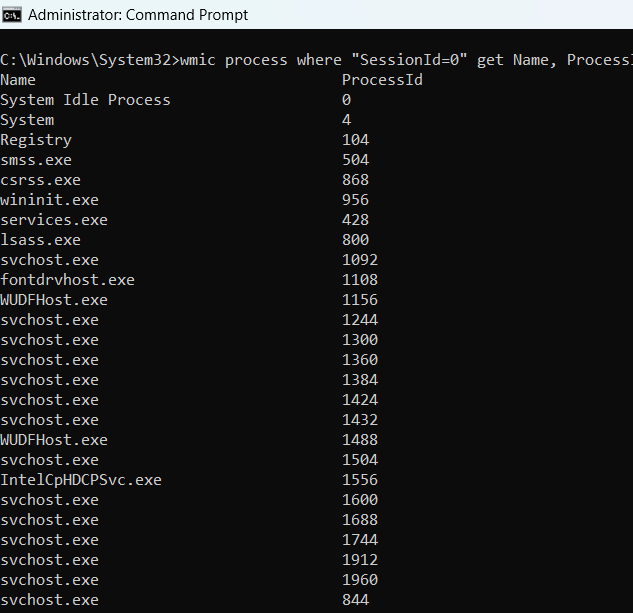 Administrator: Command Prompt
C:\Windows\System32>wmic process where "SessionId=0" get Name, ProcessI
Name ProcessId
System Idle Process 0
System 4
Registry 104
smss.exe 504
csrss.exe 868
wininit.exe 956
services.exe 428
lsass.exe 800
svchost.exe 1092
fontdrvhost.exe 1108
WUDFHost.exe 1156
svchost.exe 1244
svchost.exe 1300
svchost.exe 1360
svchost.exe 1384
svchost.exe 1424
svchost.exe 1432
WUDFHost.exe 1488
svchost.exe 1504
IntelCpHDCPSvc.exe 1556
svchost.exe 1600
svchost.exe 1688
svchost.exe 1744
svchost.exe 1912
svchost.exe 1960
svchost.exe 844